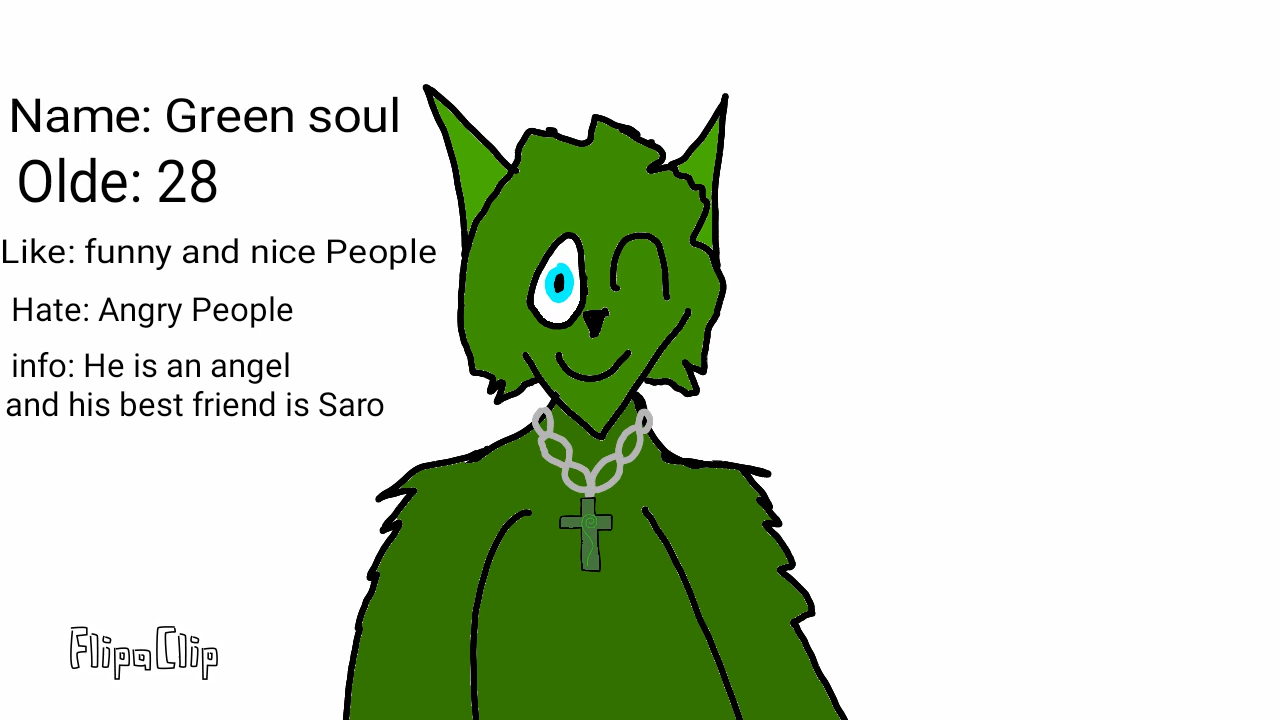 Name: Green soul
Olde: 28
Like: funny and nice People
Hate: Angry People
info: He is an angel
and his best friend is Saro
FlipaClip